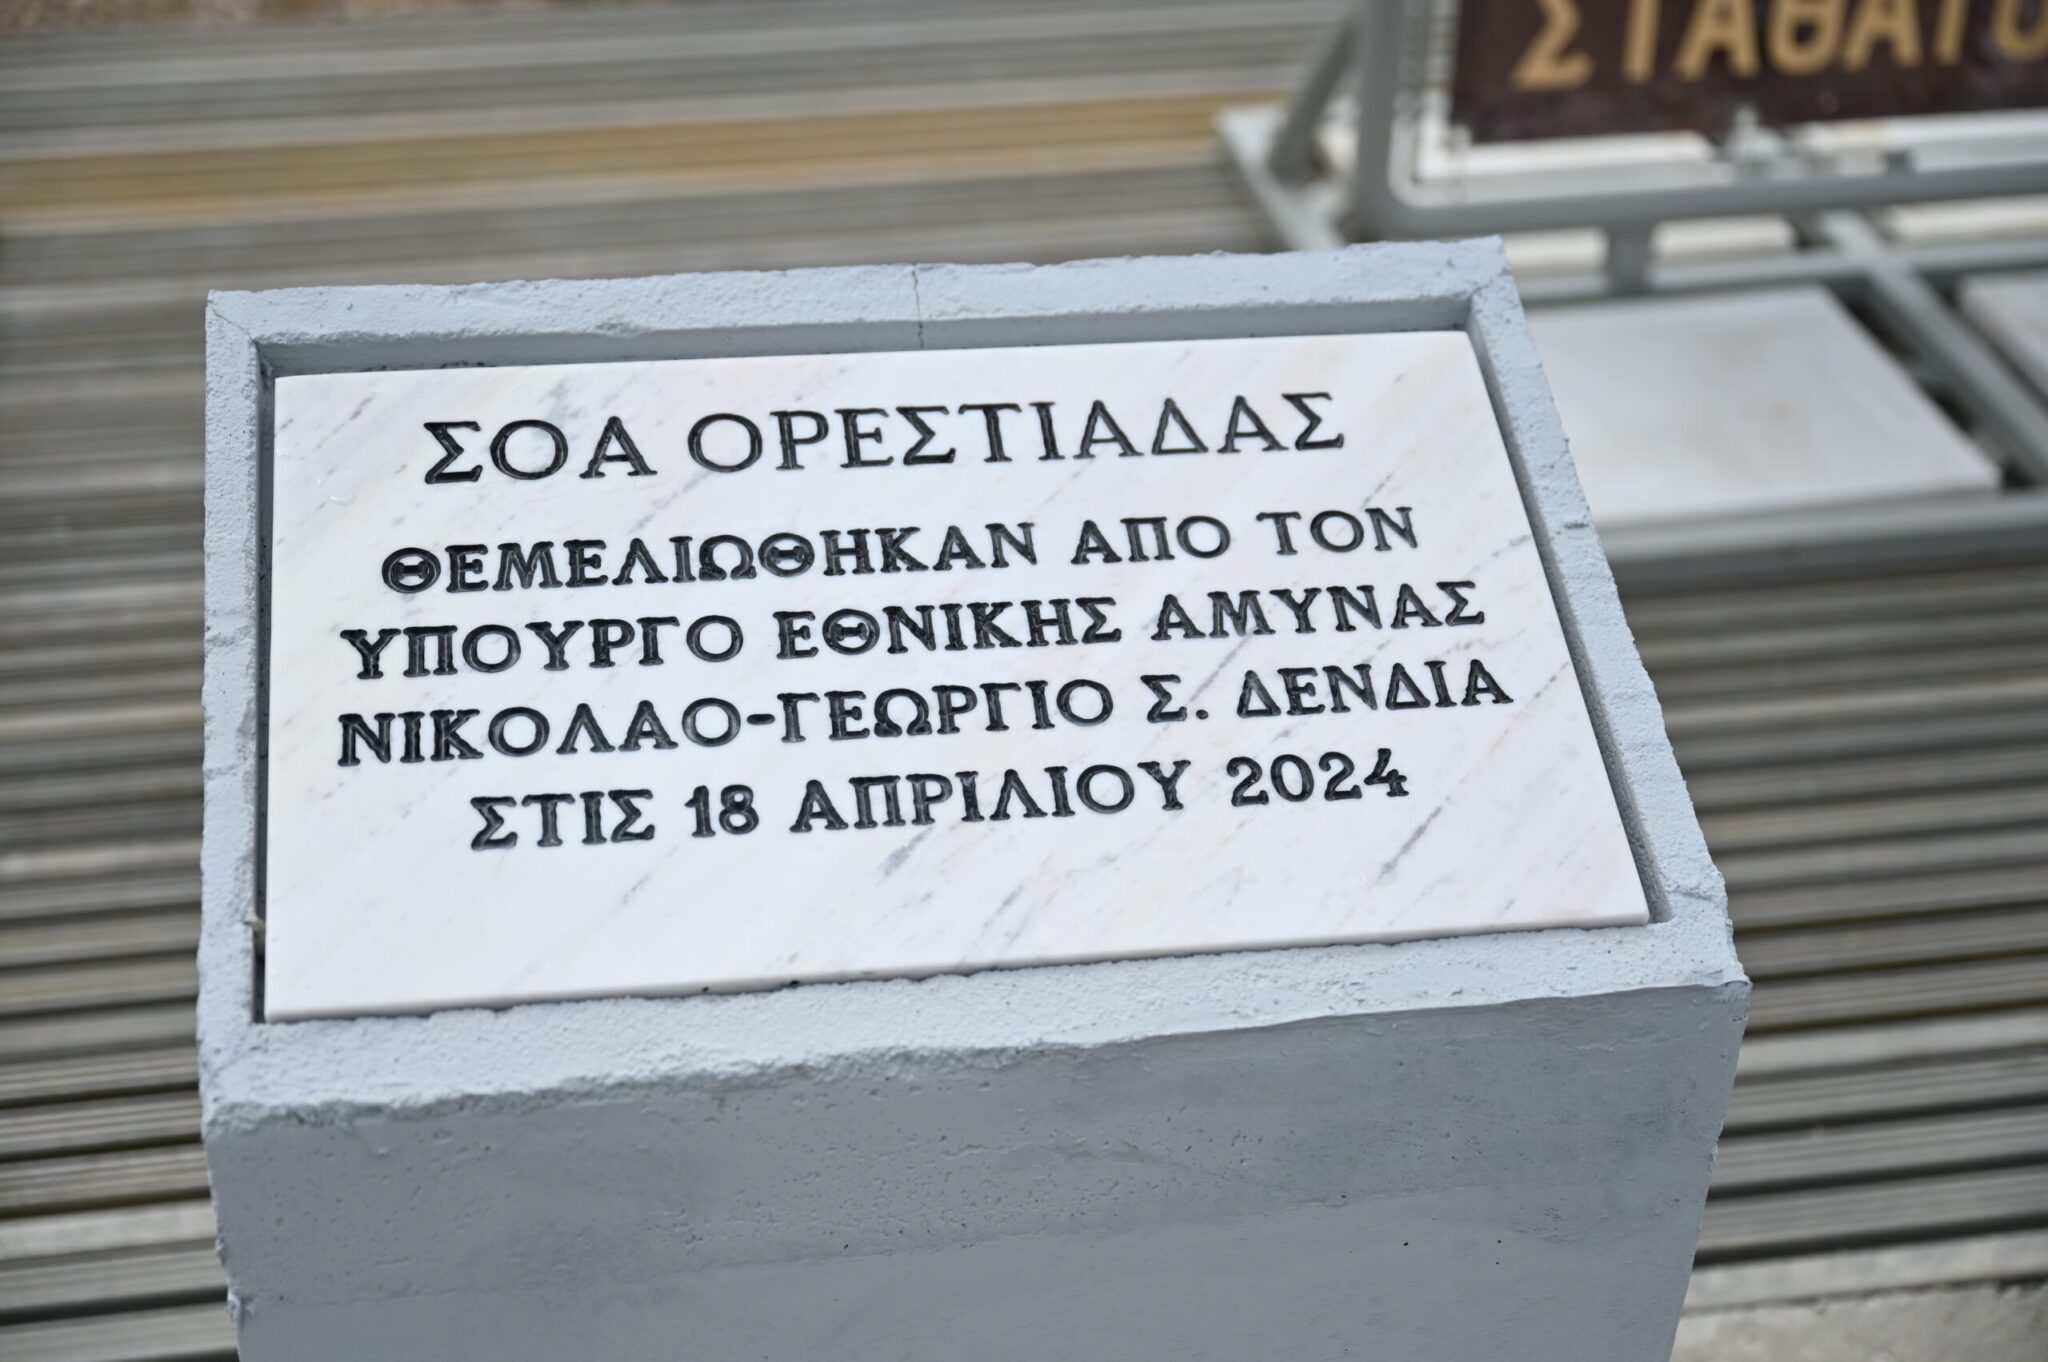 ΣΟΑ ΟΡΕΣΤΙΑΔΑΣ
ΘΕΜΕΛΙΩΘΗΚΑΝ ΑΠΟ ΤΟΝ
ΥΠΟΥΡΓΟ ΕΘΝΙΚΗΣ ΑΜΥΝΑΣ
ΝΙΚΟΛΑΟ-ΓΕΩΡΓΙΟ Σ. ΔΕΝΔΙΑ
ΣΤΙΣ 18 ΑΠΡΙΛΙΟΥ 2024